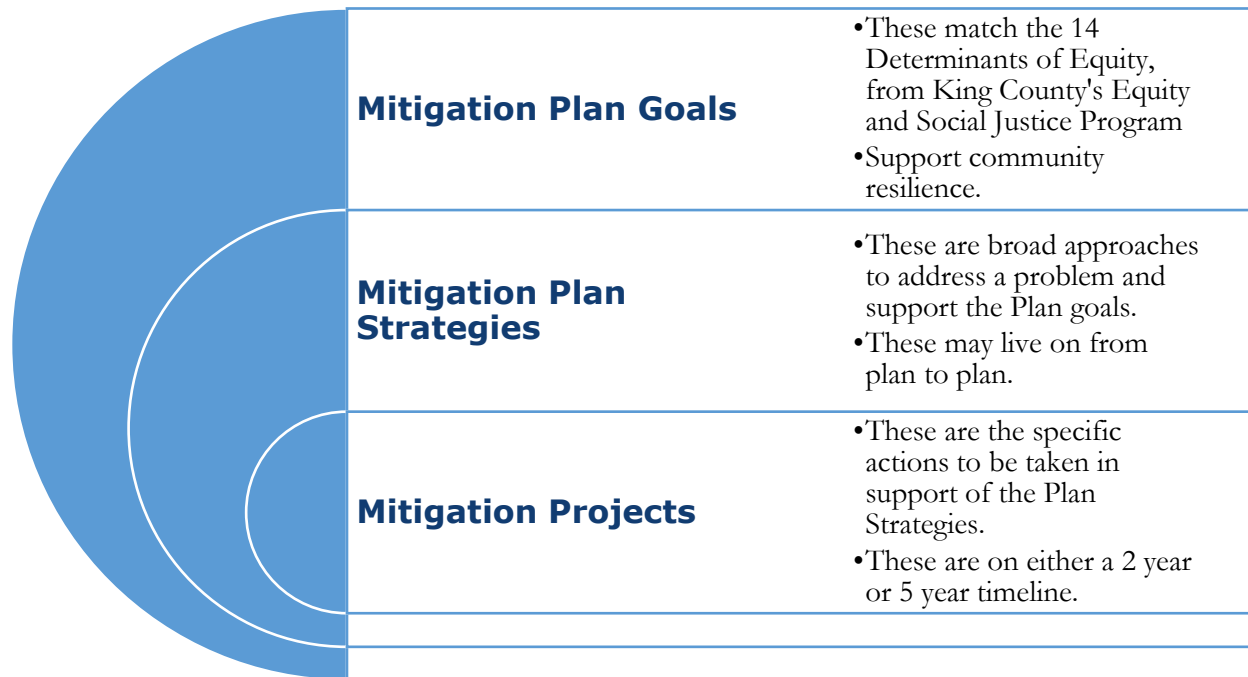 Mitigation Plan Goals
•These match the 14
Determinants of Equity,
from King County's Equity
and Social Justice Program
•Support community
resilience.
Mitigation Plan
Strategies
•These are broad approaches
to address a problem and
support the Plan goals.
•These may live on from
plan to plan.
Mitigation Projects
•These are the specific
actions to be taken in
support of the Plan
Strategies.
•These are on either a 2 year
or 5 year timeline.